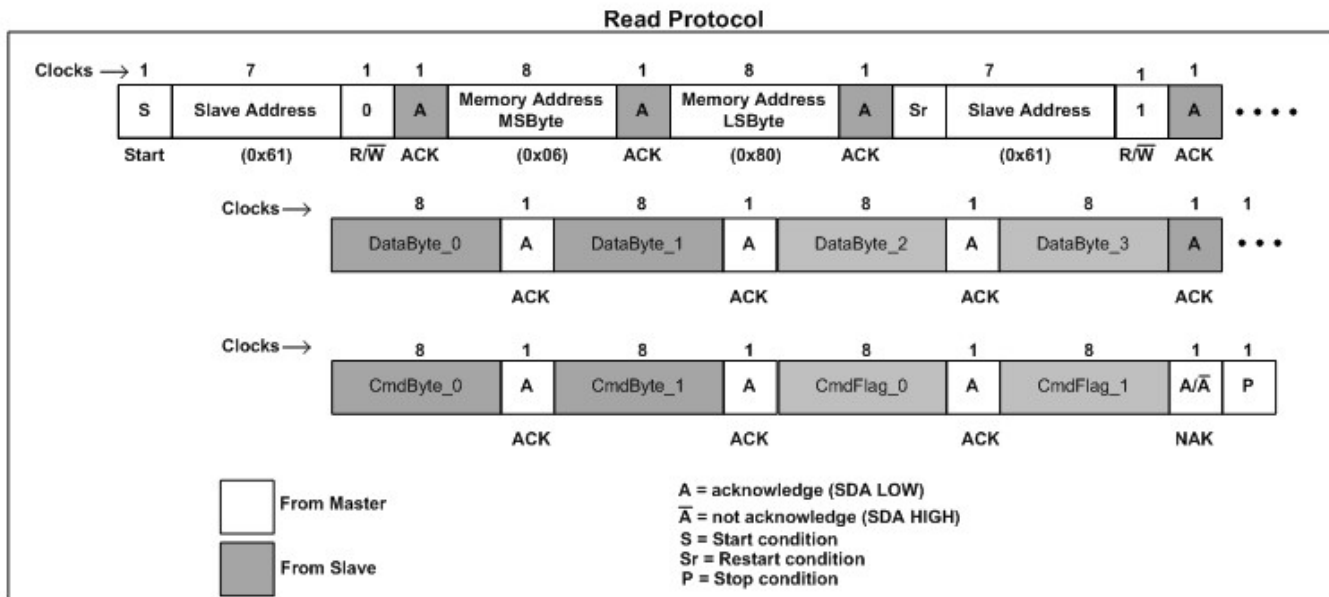 Read Protocol
Clocks → 1 7 1 1 8 1 8 1 7 1 1
S Slave Address 0 A Memory Address MSByte A Memory Address LSByte A Sr Slave Address 1 A ••••
Start (0x61) R/W̅ ACK (0x06) ACK (0x80) ACK (0x61) R/W̅ ACK
Clocks → 8 1 8 1 8 1 8 1 1
DataByte_0 A DataByte_1 A DataByte_2 A DataByte_3 A •••
ACK ACK ACK ACK
Clocks → 8 1 8 1 8 1 8 1 1
CmdByte_0 A CmdByte_1 A CmdFlag_0 A CmdFlag_1 A/A̅ P
ACK ACK ACK NAK
From Master
From Slave
A = acknowledge (SDA LOW)
A̅ = not acknowledge (SDA HIGH)
S = Start condition
Sr = Restart condition
P = Stop condition